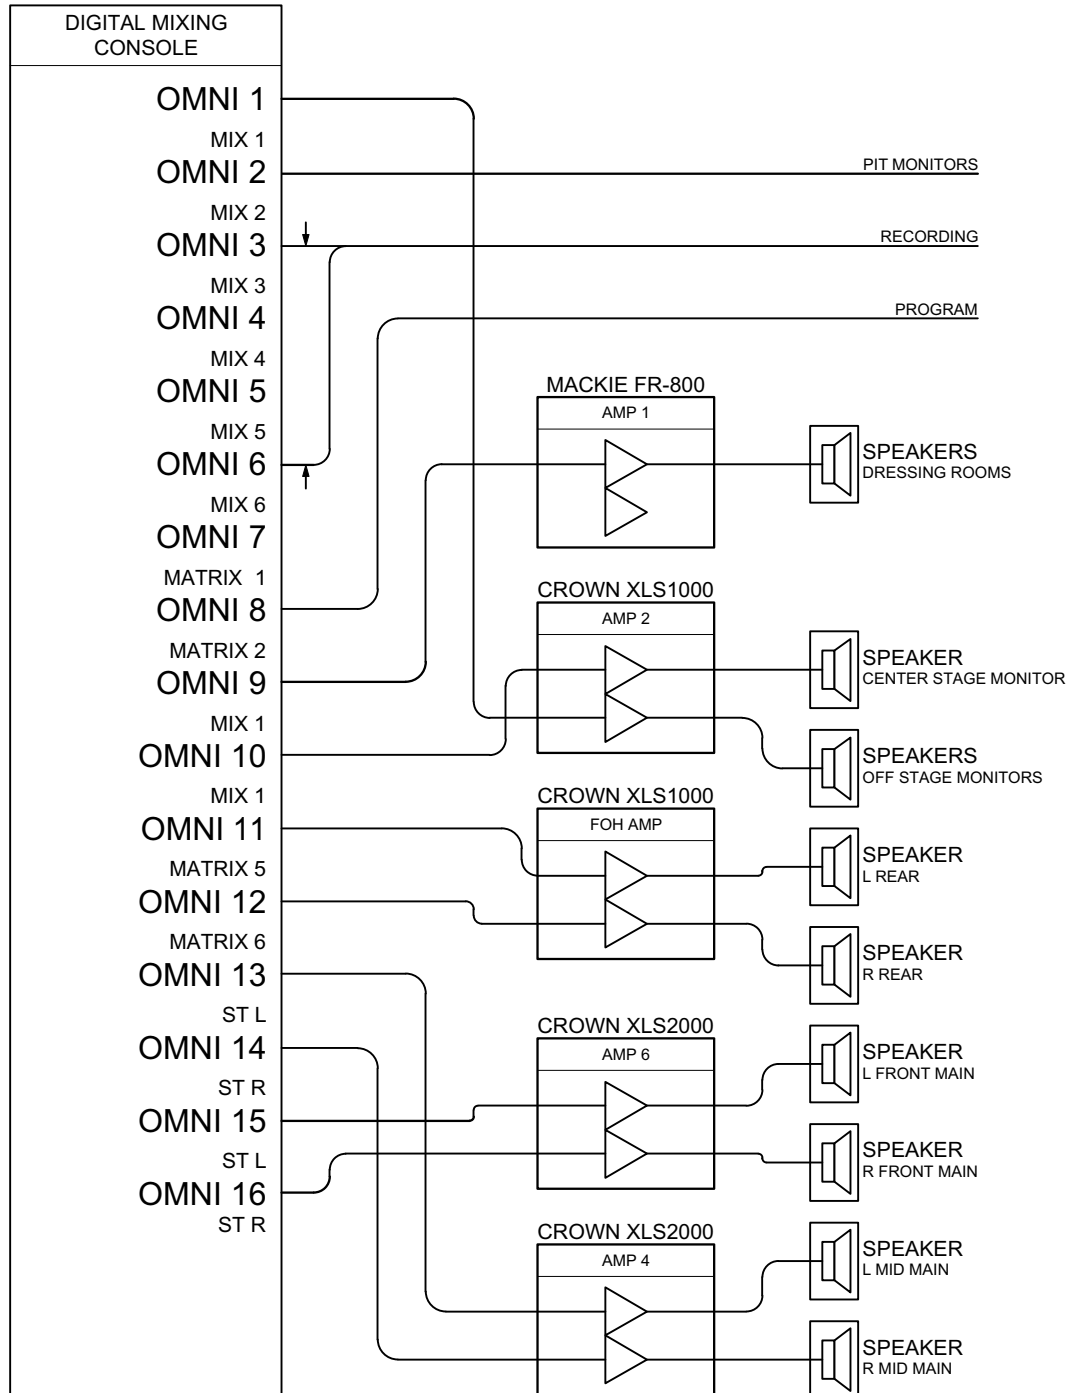 DIGITAL MIXING
CONSOLE
OMNI 1
MIX 1
OMNI 2
MIX 2
OMNI 3
MIX 3
OMNI 4
MIX 4
OMNI 5
MIX 5
OMNI 6
MIX 6
OMNI 7
MATRIX 1
OMNI 8
MATRIX 2
OMNI 9
MIX 1
OMNI 10
MIX 1
OMNI 11
MATRIX 5
OMNI 12
MATRIX 6
OMNI 13
ST L
OMNI 14
ST R
OMNI 15
ST L
OMNI 16
ST R
PIT MONITORS
RECORDING
PROGRAM
MACKIE FR-800
AMP 1
SPEAKERS
DRESSING ROOMS
CROWN XLS1000
AMP 2
SPEAKER
CENTER STAGE MONITOR
SPEAKERS
OFF STAGE MONITORS
CROWN XLS1000
FOH AMP
SPEAKER
L REAR
SPEAKER
R REAR
CROWN XLS2000
AMP 6
SPEAKER
L FRONT MAIN
SPEAKER
R FRONT MAIN
CROWN XLS2000
AMP 4
SPEAKER
L MID MAIN
SPEAKER
R MID MAIN